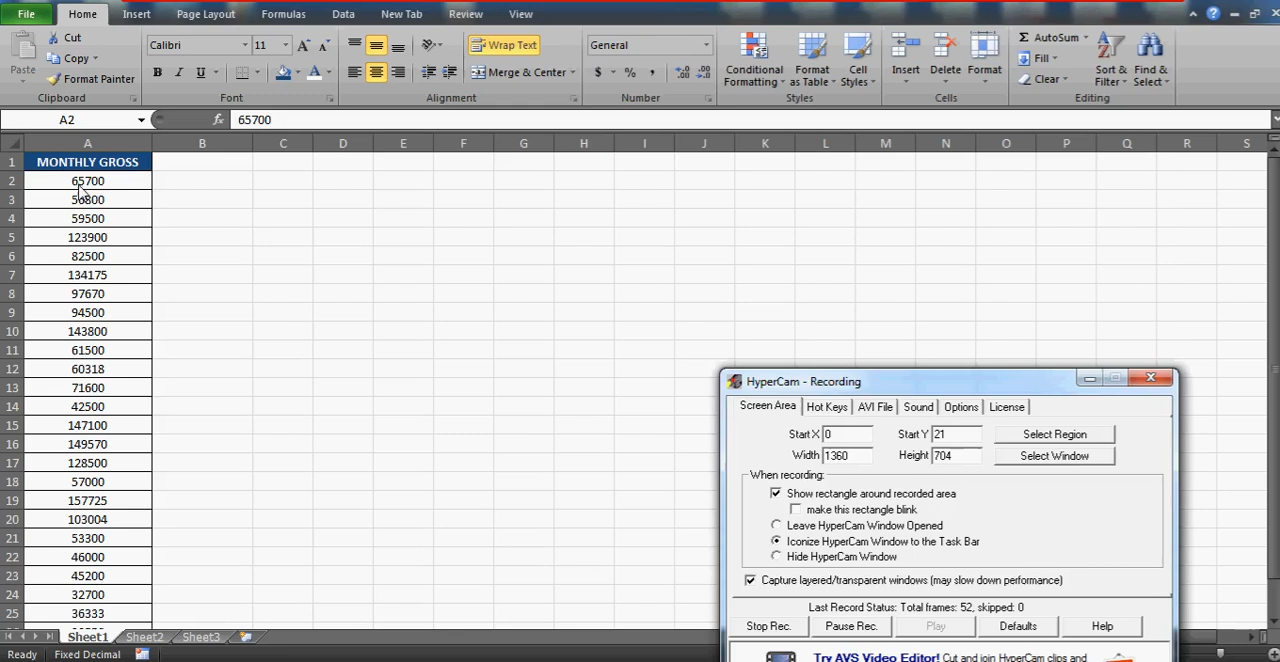 File Home Insert Page Layout Formulas Data New Tab Review View
Paste Cut Copy Format Painter Clipboard
Calibri 11 A A B I U A Font
Wrap Text Merge & Center Alignment
General $ % , .0 .00 .00 .0 Number
Conditional Formatting Format as Table Cell Styles Styles
Insert Delete Format Cells
Σ AutoSum Fill Clear Sort & Filter Find & Select Editing
A2 fx 65700
A B C D E F G H I J K L M N O P Q R S
1 MONTHLY GROSS
2 65700
3 56800
4 59500
5 123900
6 82500
7 134175
8 97670
9 94500
10 143800
11 61500
12 60318
13 71600
14 42500
15 147100
16 149570
17 128500
18 57000
19 157725
20 103004
21 53300
22 46000
23 45200
24 32700
25 36333
HyperCam - Recording
Screen Area Hot Keys AVI File Sound Options License
Start X 0 Start Y 21 Select Region
Width 1360 Height 704 Select Window
When recording:
Show rectangle around recorded area
make this rectangle blink
Leave HyperCam Window Opened
Iconize HyperCam Window to the Task Bar
Hide HyperCam Window
Capture layered/transparent windows (may slow down performance)
Last Record Status: Total frames: 52, skipped: 0
Stop Rec. Pause Rec. Play Defaults Help
Try AVS Video Editor! Cut and join HyperCam clips and
Sheet1 Sheet2 Sheet3
Ready Fixed Decimal